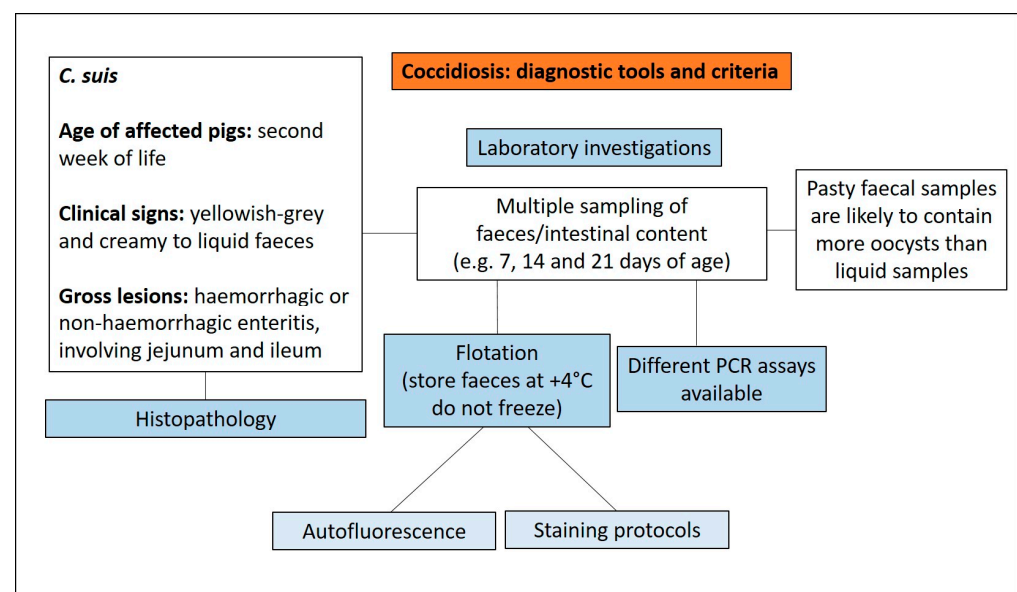 Coccidiosis: diagnostic tools and criteria
C. suis
Age of affected pigs: second
week of life
Clinical signs: yellowish-grey
and creamy to liquid faeces
Gross lesions: haemorrhagic or
non-haemorrhagic enteritis,
involving jejunum and ileum
Histopathology
Laboratory investigations
Multiple sampling of
faeces/intestinal content
(e.g. 7, 14 and 21 days of age)
Pasty faecal samples
are likely to contain
more oocysts than
liquid samples
Flotation
(store faeces at +4°C
do not freeze)
Different PCR assays
available
Autofluorescence
Staining protocols